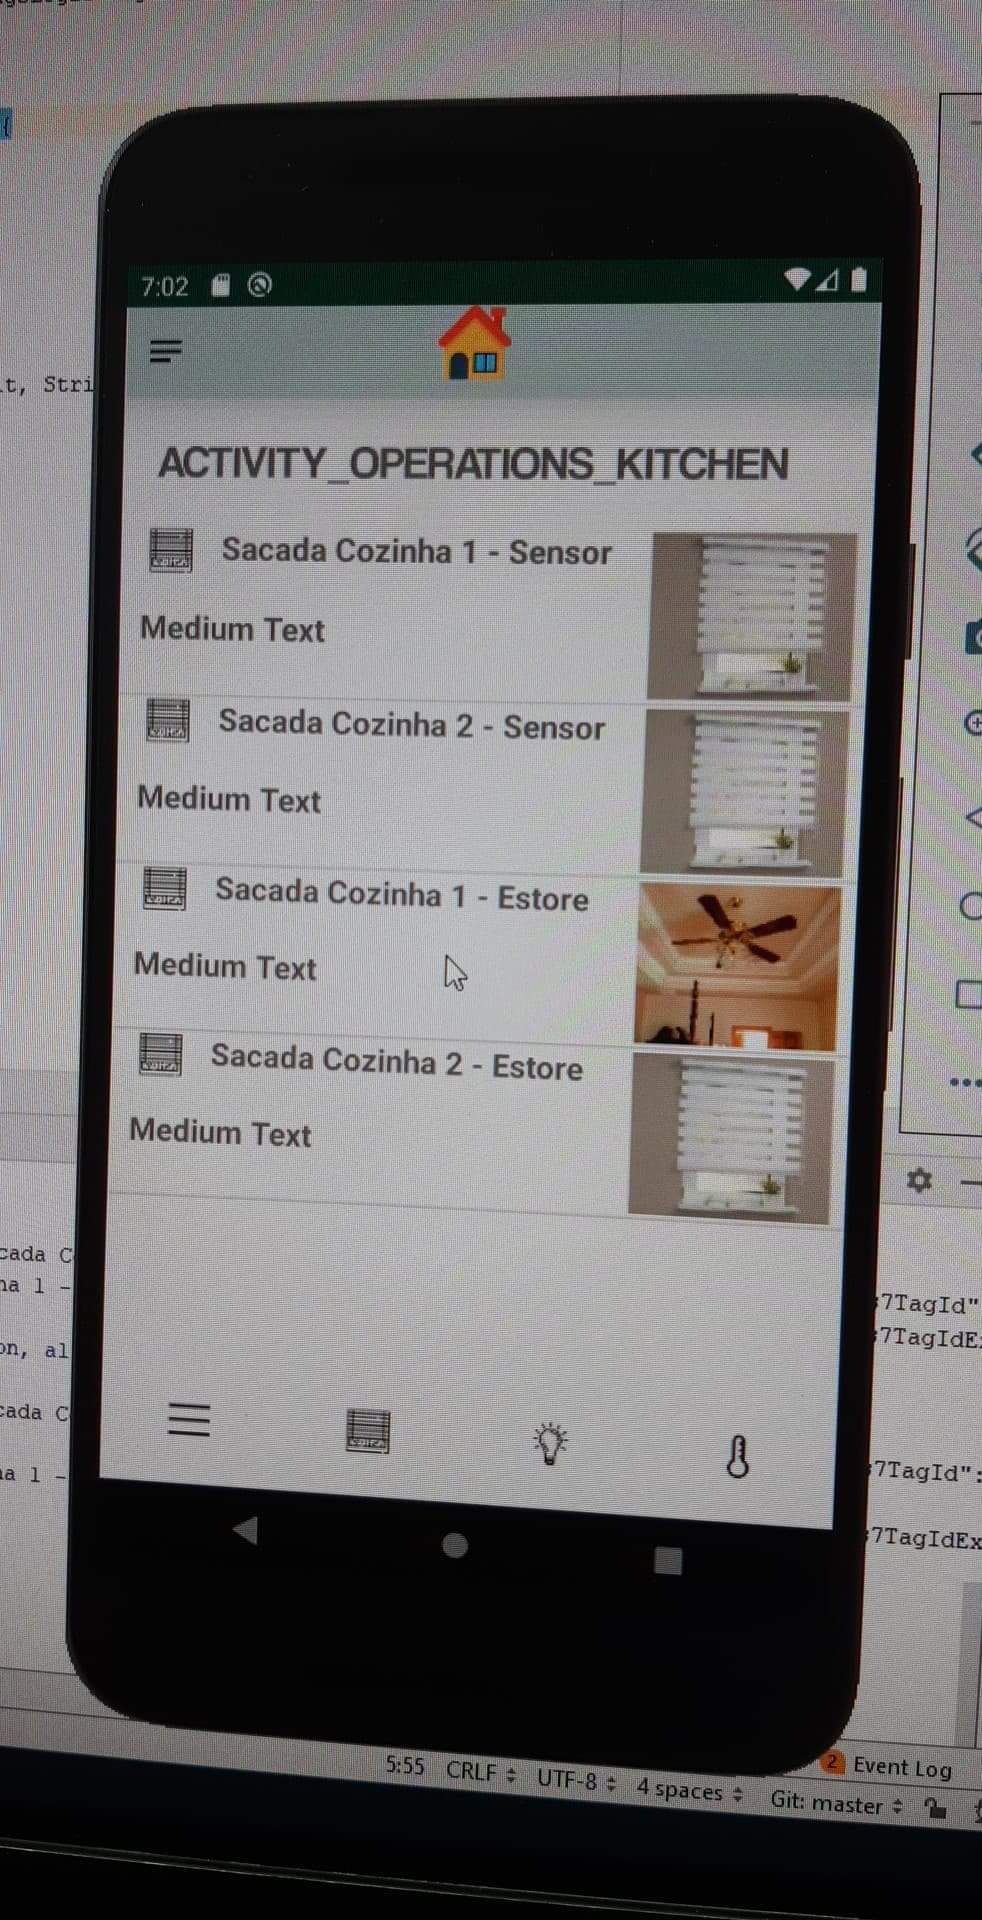 {
t, Stri
7:02
ACTIVITY_OPERATIONS_KITCHEN
Sacada Cozinha 1 - Sensor
Medium Text
Sacada Cozinha 2 - Sensor
Medium Text
Sacada Cozinha 1 - Estore
Medium Text
Sacada Cozinha 2 - Estore
Medium Text
cada C
na 1 -
7TagId"
on, al
7TagIdE
cada C
na 1 -
7TagId":
7TagIdEx
5:55 CRLF UTF-8 4 spaces Git: master
2 Event Log